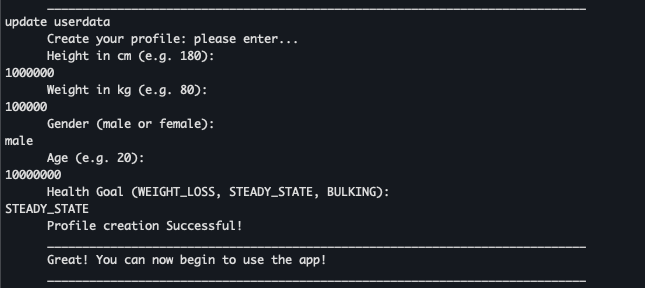 update userdata
Create your profile: please enter...
Height in cm (e.g. 180):
1000000
Weight in kg (e.g. 80):
100000
Gender (male or female):
male
Age (e.g. 20):
10000000
Health Goal (WEIGHT_LOSS, STEADY_STATE, BULKING):
STEADY_STATE
Profile creation Successful!
Great! You can now begin to use the app!